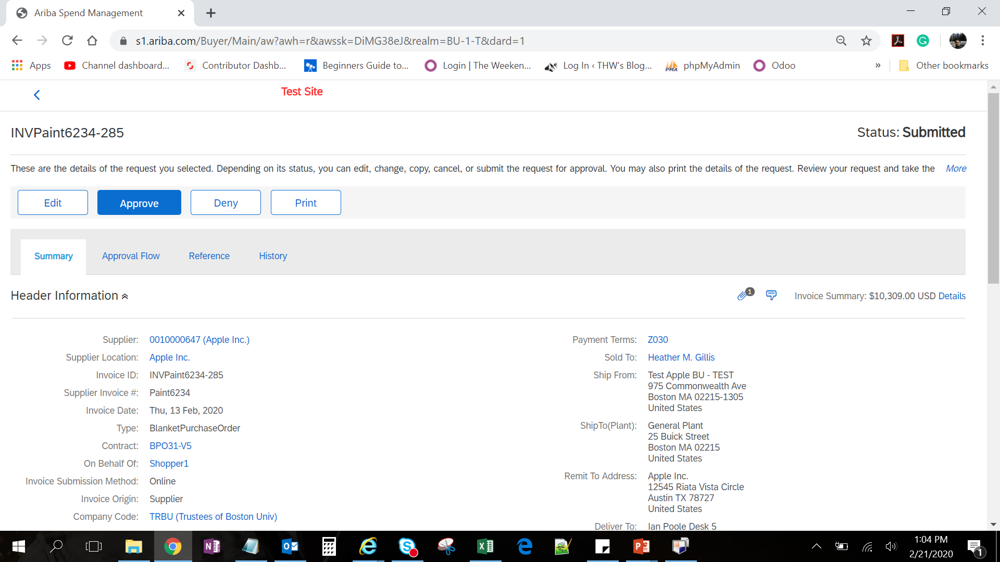 Ariba Spend Management
s1.ariba.com/Buyer/Main/aw?awh=r&awssk=DiMG38eJ&realm=BU-1-T&dard=1
Apps Channel dashboard... Contributor Dashb... Beginners Guide to... Login | The Weeken... Log In ‹ THW's Blog... PMA phpMyAdmin Odoo » Other bookmarks
Test Site
INVPaint6234-285 Status: Submitted
These are the details of the request you selected. Depending on its status, you can edit, change, copy, cancel, or submit the request for approval. You may also print the details of the request. Review your request and take the More
Edit Approve Deny Print
Summary Approval Flow Reference History
Header Information 1 Invoice Summary: $10,309.00 USD Details
Supplier: 0010000647 (Apple Inc.)
Supplier Location: Apple Inc.
Invoice ID: INVPaint6234-285
Supplier Invoice #: Paint6234
Invoice Date: Thu, 13 Feb, 2020
Type: BlanketPurchaseOrder
Contract: BPO31-V5
On Behalf Of: Shopper1
Invoice Submission Method: Online
Invoice Origin: Supplier
Company Code: TRBU (Trustees of Boston Univ)
Payment Terms: Z030
Sold To: Heather M. Gillis
Ship From: Test Apple BU - TEST
975 Commonwealth Ave
Boston MA 02215-1305
United States
ShipTo(Plant): General Plant
25 Buick Street
Boston MA 02215
United States
Remit To Address: Apple Inc.
12545 Riata Vista Circle
Austin TX 78727
United States
Deliver To: Ian Poole Desk 5
1:04 PM
2/21/2020
1